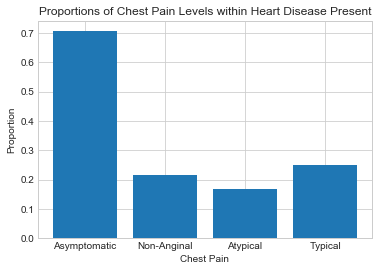 Proportions of Chest Pain Levels within Heart Disease Present
0.7
0.6
0.5
0.4
0.3
0.2
0.1
0.0
Proportion
Asymptomatic Non-Anginal Atypical Typical
Chest Pain